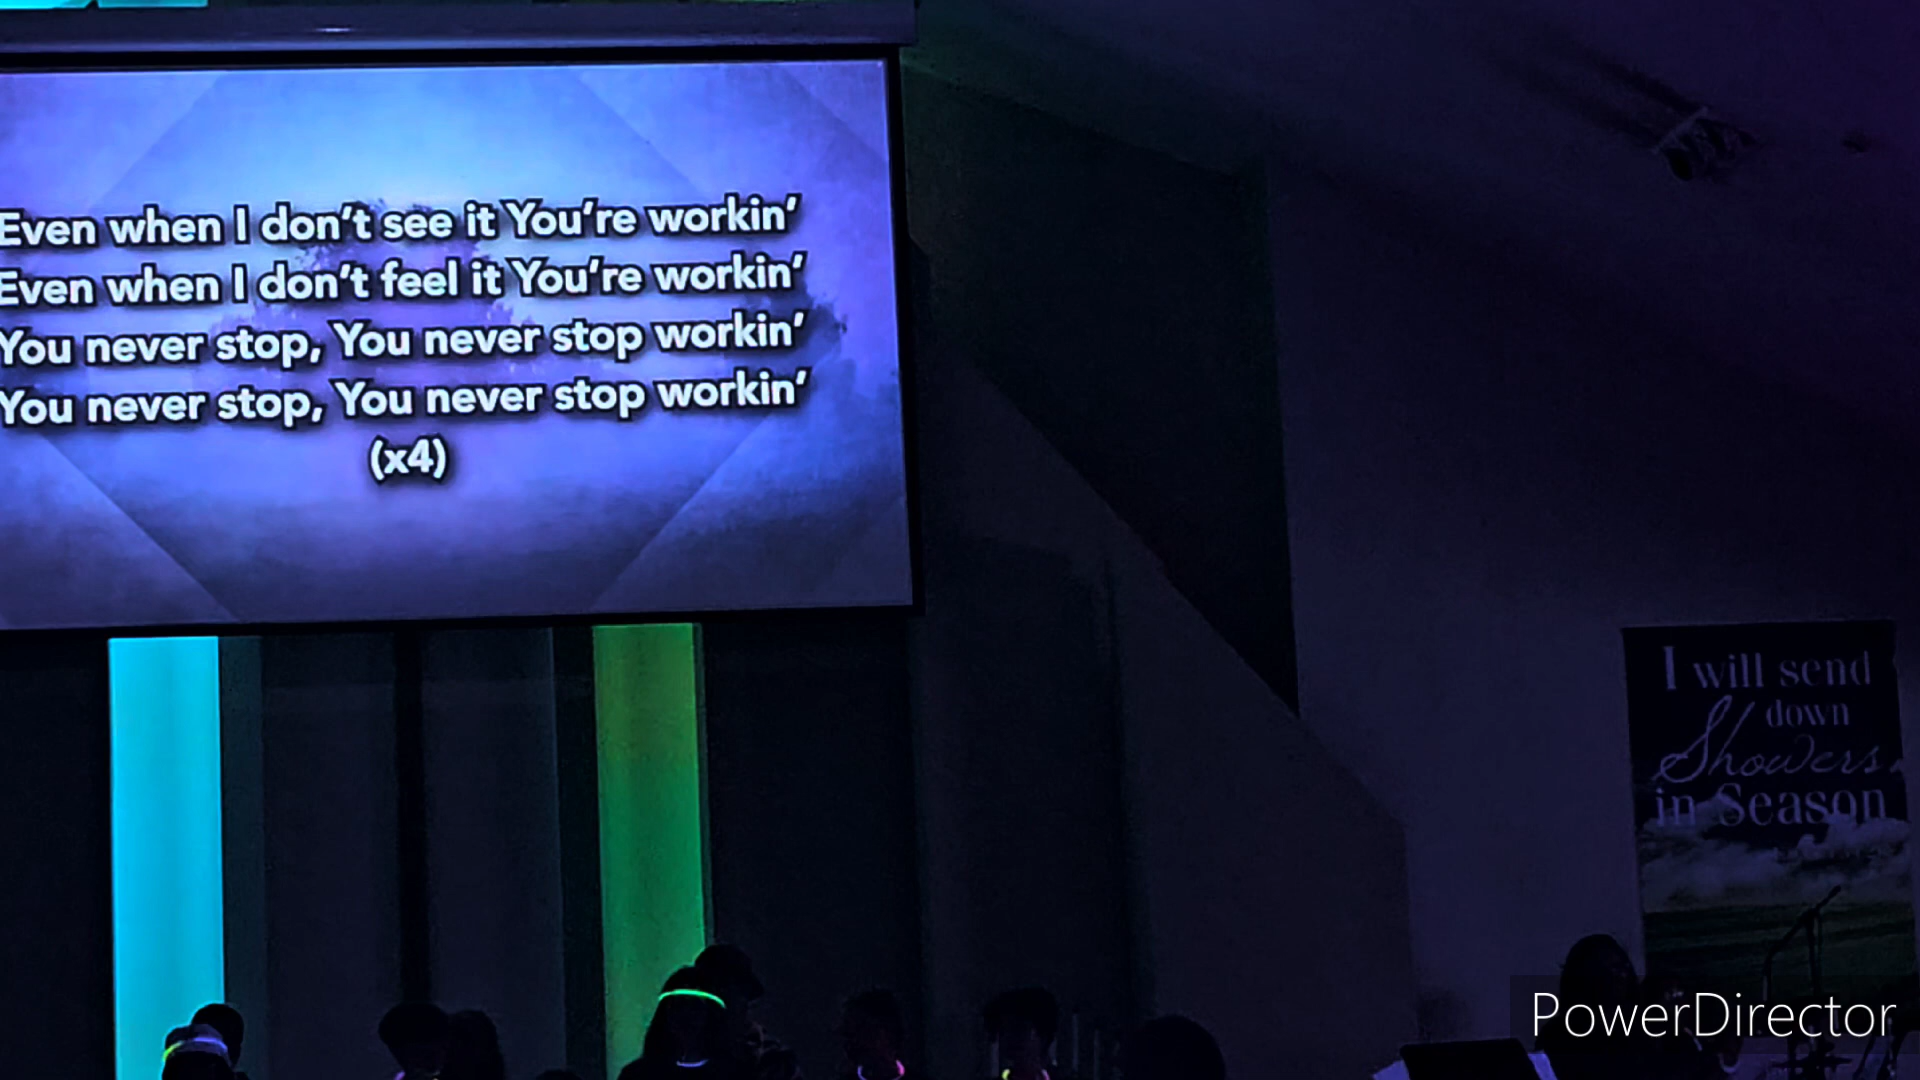 Even when I don't see it You're workin'
Even when I don't feel it You're workin'
You never stop, You never stop workin'
You never stop, You never stop workin'
(x4)
I will send
down
Showers
in Season
PowerDirector